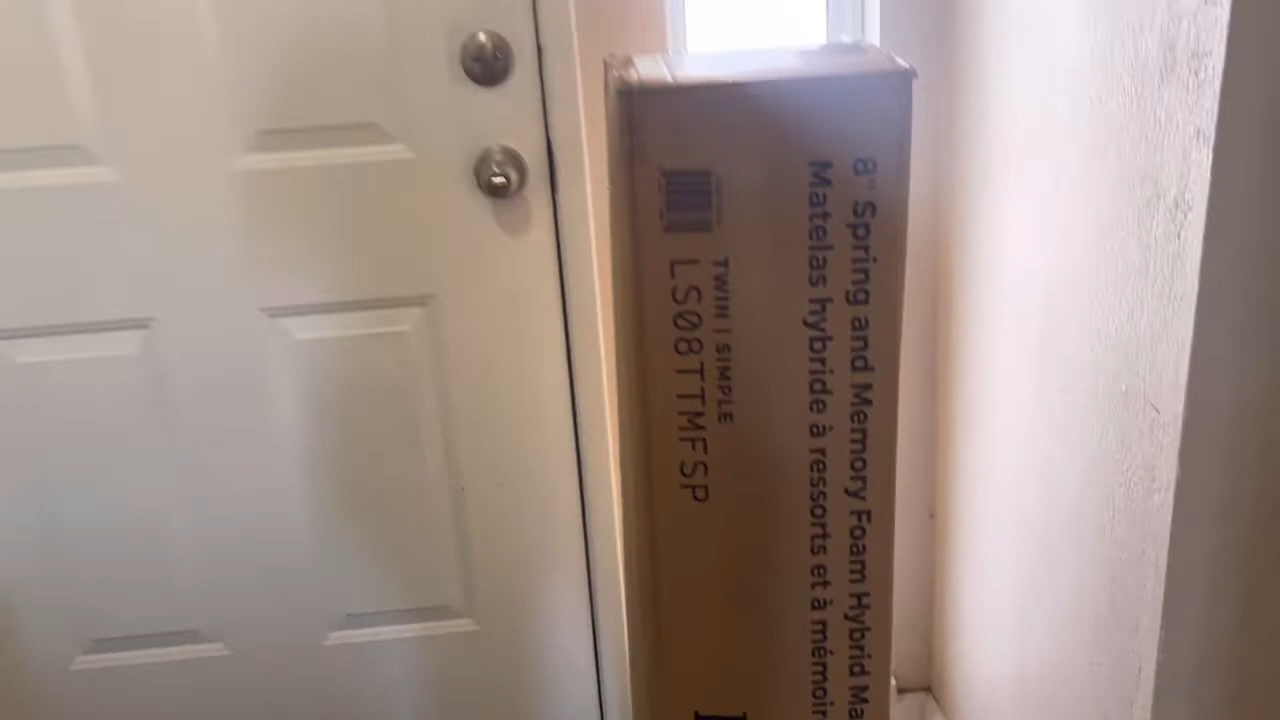 8" Spring and Memory Foam Hybrid Ma
Matelas hybride à ressorts et à mémoir
TWIN | SIMPLE
LS08TTMFSP